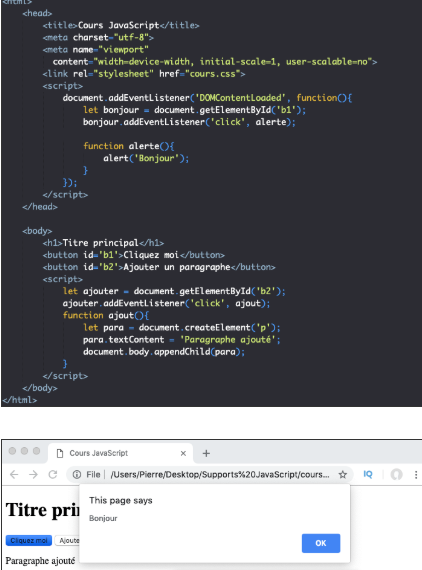 <html>
<head>
<title>Cours JavaScript</title>
<meta charset="utf-8">
<meta name="viewport"
content="width=device-width, initial-scale=1, user-scalable=no">
<link rel="stylesheet" href="cours.css">
<script>
document.addEventListener('DOMContentLoaded', function(){
let bonjour = document.getElementById('b1');
bonjour.addEventListener('click', alerte);
function alerte(){
alert('Bonjour');
}
});
</script>
</head>
<body>
<h1>Titre principal</h1>
<button id='b1'>Cliquez moi</button>
<button id='b2'>Ajouter un paragraphe</button>
<script>
let ajouter = document.getElementById('b2');
ajouter.addEventListener('click', ajout);
function ajout(){
let para = document.createElement('p');
para.textContent = 'Paragraphe ajouté';
document.body.appendChild(para);
}
</script>
</body>
</html>
Cours JavaScript
File | /Users/Pierre/Desktop/Supports%20JavaScript/cours... IQ
This page says
Titre pri
Bonjour
Cliquez moi Ajoute
OK
Paragraphe ajouté